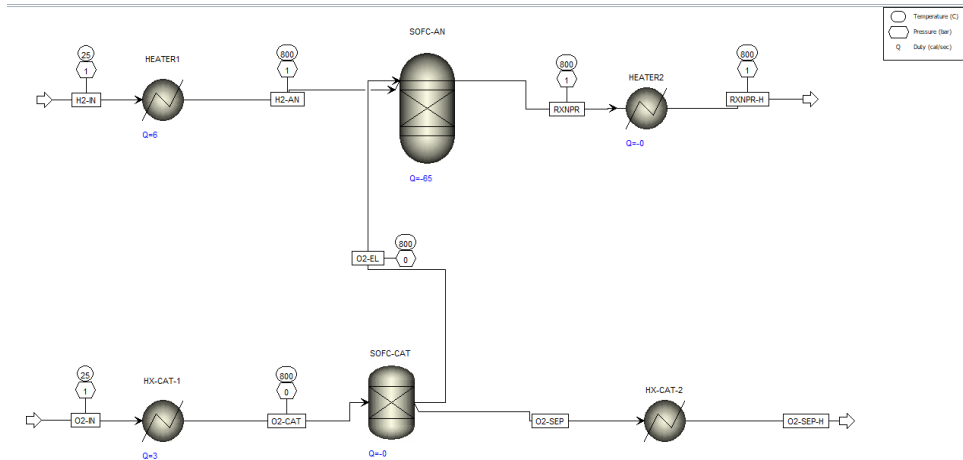 Temperature (C)
Pressure (bar)
Q Duty (cal/sec)
SOFC-AN
25
1
HEATER1
800
1
800
1
HEATER2
800
1
H2-IN
H2-AN
RXNPR
RXNPR-H
Q=6
Q=-0
Q=-65
O2-EL
800
0
SOFC-CAT
25
1
HX-CAT-1
800
0
HX-CAT-2
O2-IN
O2-CAT
O2-SEP
O2-SEP-H
Q=3
Q=-0